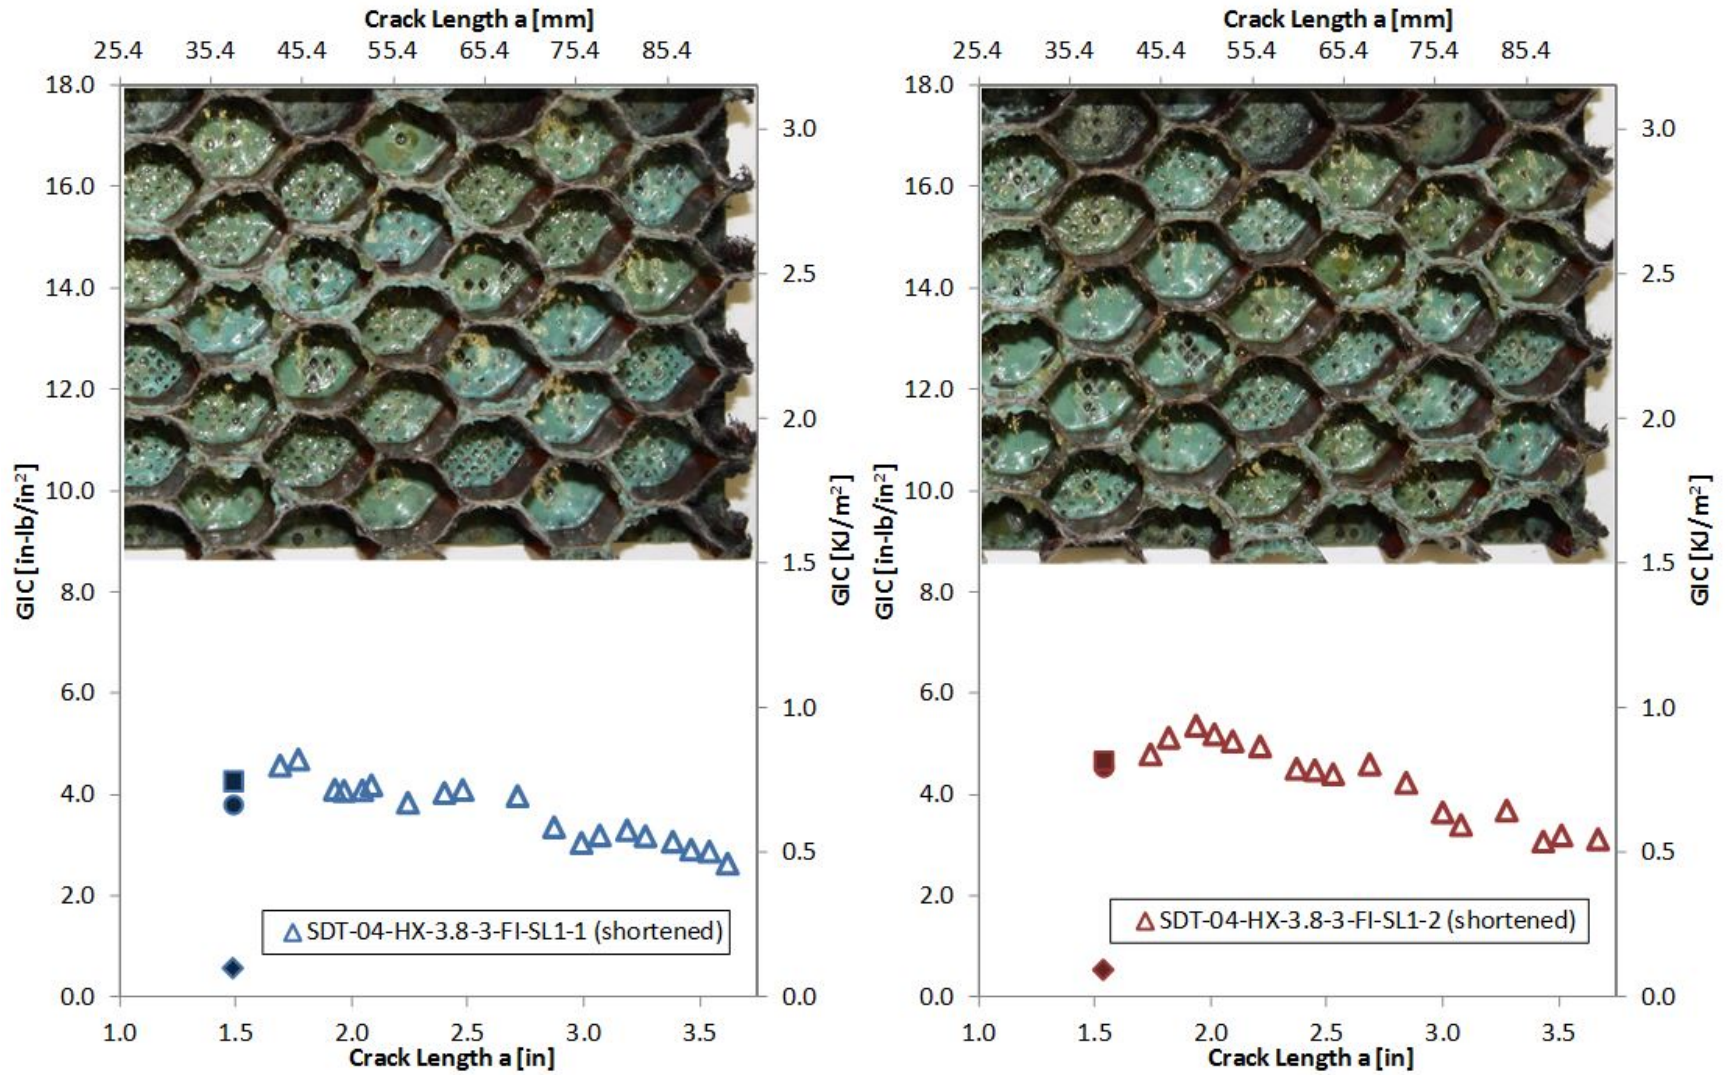 Crack Length a [mm]
25.4 35.4 45.4 55.4 65.4 75.4 85.4
18.0
16.0
14.0
12.0
10.0
8.0
6.0
4.0
2.0
0.0
GIC [in-lb/in²]
3.0
2.5
2.0
1.5
1.0
0.5
0.0
GIC [KJ/m²]
SDT-04-HX-3.8-3-FI-SL1-1 (shortened)
1.0 1.5 2.0 2.5 3.0 3.5
Crack Length a [in]
Crack Length a [mm]
25.4 35.4 45.4 55.4 65.4 75.4 85.4
18.0
16.0
14.0
12.0
10.0
8.0
6.0
4.0
2.0
0.0
GIC [in-lb/in²]
3.0
2.5
2.0
1.5
1.0
0.5
0.0
GIC [KJ/m²]
SDT-04-HX-3.8-3-FI-SL1-2 (shortened)
1.0 1.5 2.0 2.5 3.0 3.5
Crack Length a [in]